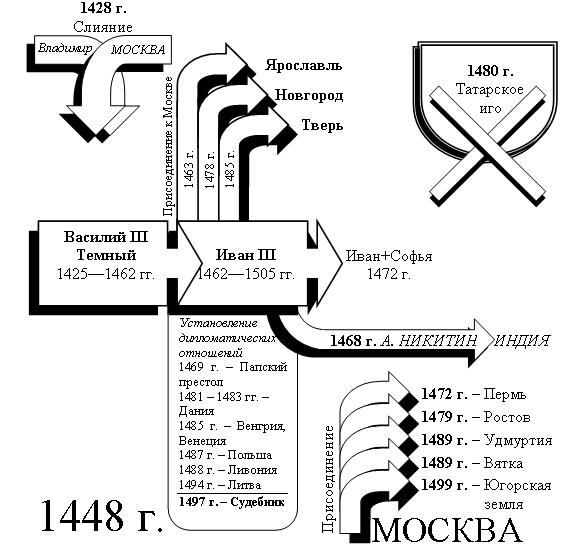 1428 г.
Слияние
Владимир МОСКВА
Присоединение к Москве
1463 г.
1478 г.
1485 г.
Ярославль
Новгород
Тверь
1480 г.
Татарское
иго
Василий III
Темный
1425—1462 гг.
Иван III
1462—1505 гг.
Иван+Софья
1472 г.
1468 г. А. НИКИТИН ИНДИЯ
Установление
дипломатических
отношений
1469 г. – Папский
престол
1481 – 1483 гг. –
Дания
1485 г. – Венгрия,
Венеция
1487 г. – Польша
1488 г. – Ливония
1494 г. – Литва
1497 г. – Судебник
Присоединение
1472 г. – Пермь
1479 г. – Ростов
1489 г. – Удмуртия
1489 г. – Вятка
1499 г. – Югорская
земля
1448 г.
МОСКВА